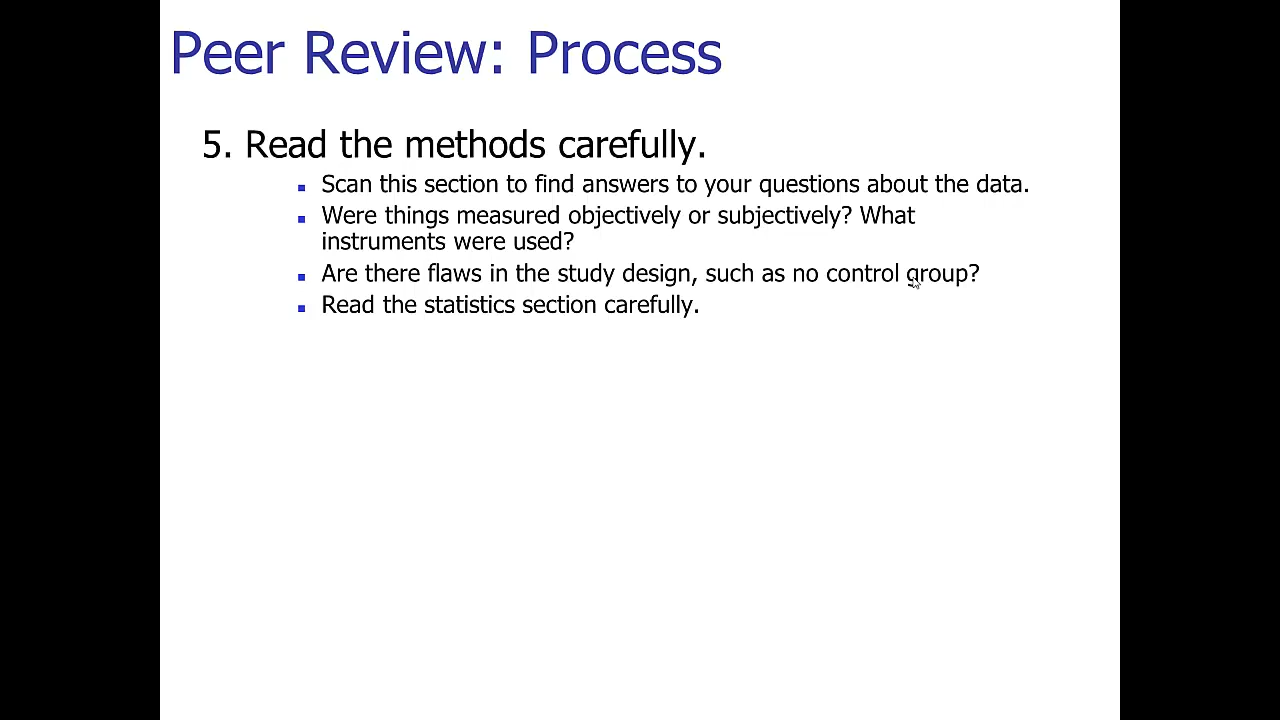 Peer Review: Process
5. Read the methods carefully.
Scan this section to find answers to your questions about the data.
Were things measured objectively or subjectively? What
instruments were used?
Are there flaws in the study design, such as no control group?
Read the statistics section carefully.